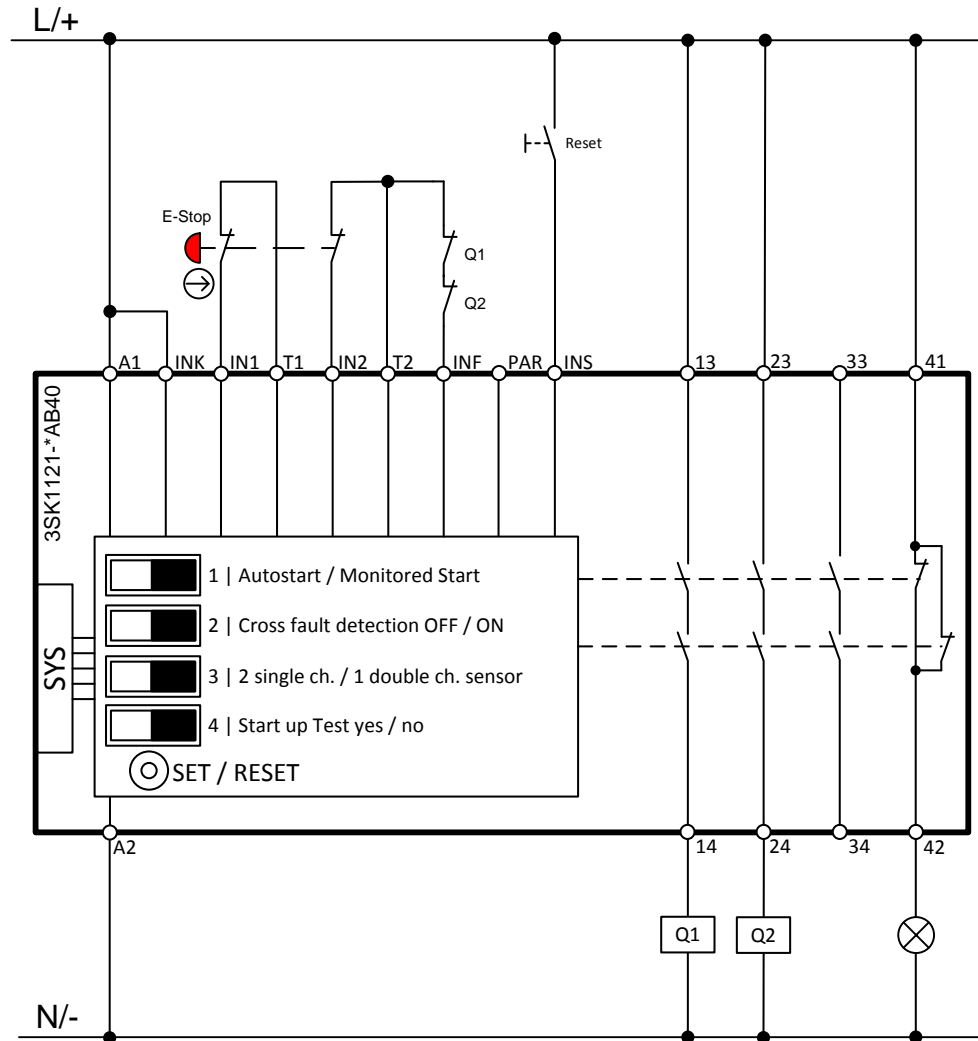 L/+
Reset
E-Stop
Q1
Q2
A1 INK IN1 T1 IN2 T2 INF PAR INS 13 23 33 41
3SK1121-*AB40
1 | Autostart / Monitored Start
2 | Cross fault detection OFF / ON
3 | 2 single ch. / 1 double ch. sensor
4 | Start up Test yes / no
SYS
SET / RESET
A2 14 24 34 42
Q1 Q2
N/-